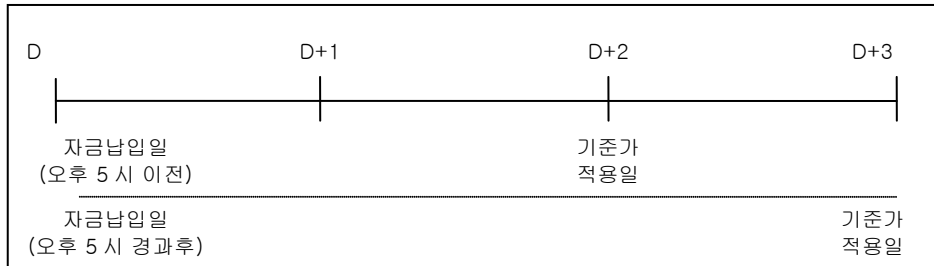 D D+1 D+2 D+3
자금납입일 기준가
(오후 5 시 이전) 적용일
자금납입일 기준가
(오후 5 시 경과후) 적용일